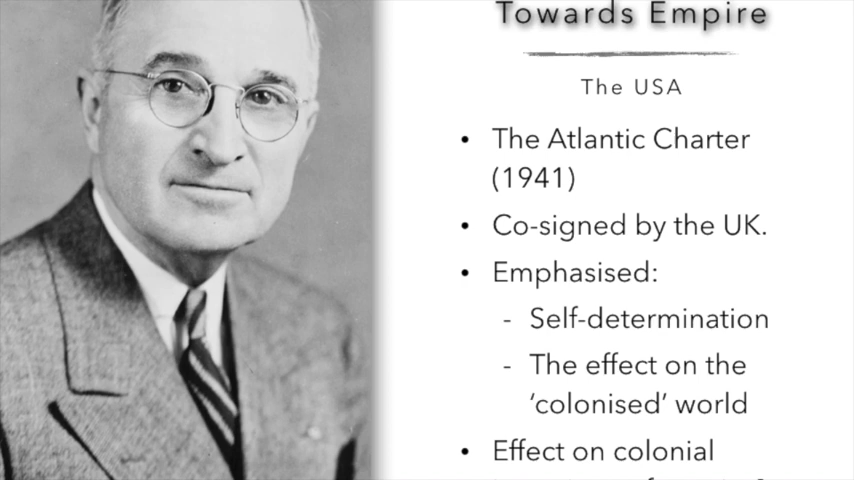 Towards Empire
The USA
• The Atlantic Charter
(1941)
• Co-signed by the UK.
• Emphasised:
- Self-determination
- The effect on the
‘colonised’ world
• Effect on colonial